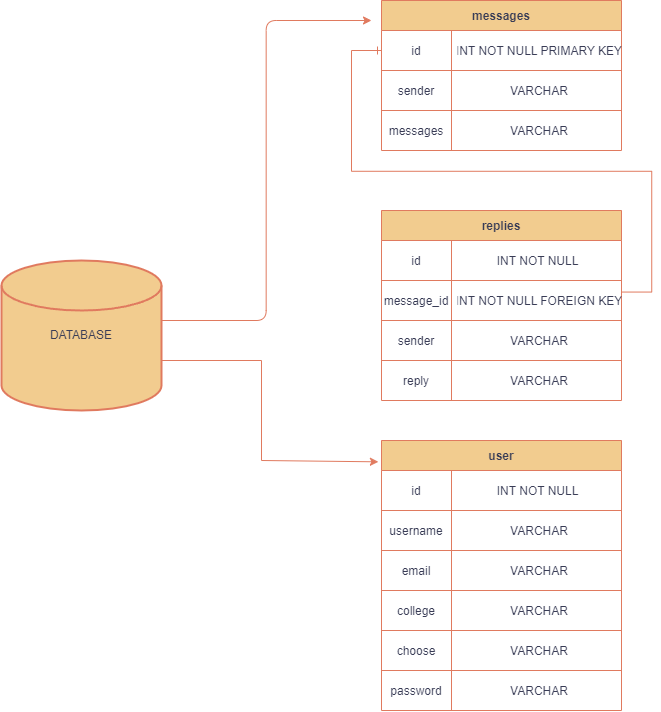 messages
id INT NOT NULL PRIMARY KEY
sender VARCHAR
messages VARCHAR
replies
id INT NOT NULL
message_id INT NOT NULL FOREIGN KEY
sender VARCHAR
reply VARCHAR
DATABASE
user
id INT NOT NULL
username VARCHAR
email VARCHAR
college VARCHAR
choose VARCHAR
password VARCHAR